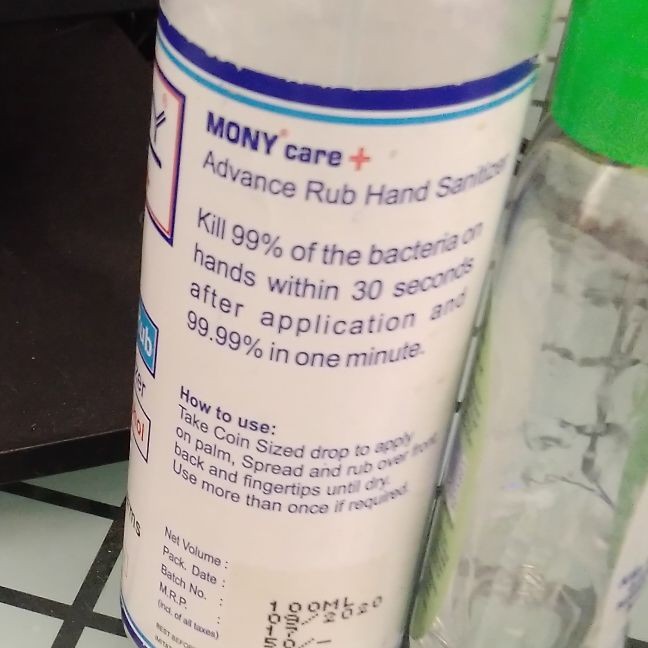 MONY care +
Advance Rub Hand Sanitizer
Kill 99% of the bacteria on
hands within 30 seconds
after application and
99.99% in one minute.
How to use:
Take Coin Sized drop to apply
on palm, Spread and rub over front,
back and fingertips until dry.
Use more than once if required.
Net Volume : 100ML
Pack. Date : 09/2020
Batch No. :
M.R.P. :
(Incl. of all taxes)
BEST BEFORE